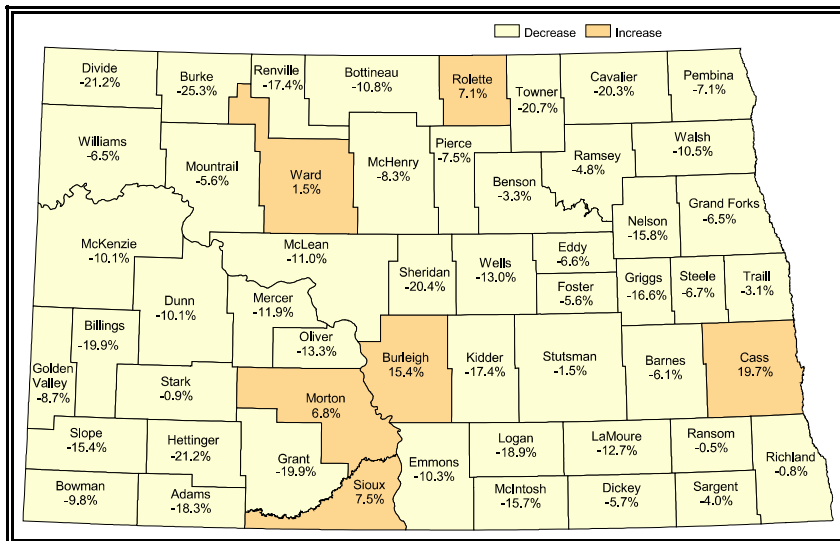 Decrease
Increase
Divide
-21.2%
Burke
-25.3%
Renville
-17.4%
Bottineau
-10.8%
Rolette
7.1%
Towner
-20.7%
Cavalier
-20.3%
Pembina
-7.1%
Williams
-6.5%
Mountrail
-5.6%
Ward
1.5%
McHenry
-8.3%
Pierce
-7.5%
Benson
-3.3%
Ramsey
-4.8%
Walsh
-10.5%
Nelson
-15.8%
Grand Forks
-6.5%
McKenzie
-10.1%
McLean
-11.0%
Sheridan
-20.4%
Wells
-13.0%
Eddy
-6.6%
Foster
-5.6%
Griggs
-16.6%
Steele
-6.7%
Traill
-3.1%
Dunn
-10.1%
Mercer
-11.9%
Oliver
-13.3%
Billings
-19.9%
Golden
Valley
-8.7%
Stark
-0.9%
Morton
6.8%
Burleigh
15.4%
Kidder
-17.4%
Stutsman
-1.5%
Barnes
-6.1%
Cass
19.7%
Slope
-15.4%
Hettinger
-21.2%
Grant
-19.9%
Emmons
-10.3%
Logan
-18.9%
LaMoure
-12.7%
Ransom
-0.5%
Richland
-0.8%
Bowman
-9.8%
Adams
-18.3%
Sioux
7.5%
McIntosh
-15.7%
Dickey
-5.7%
Sargent
-4.0%